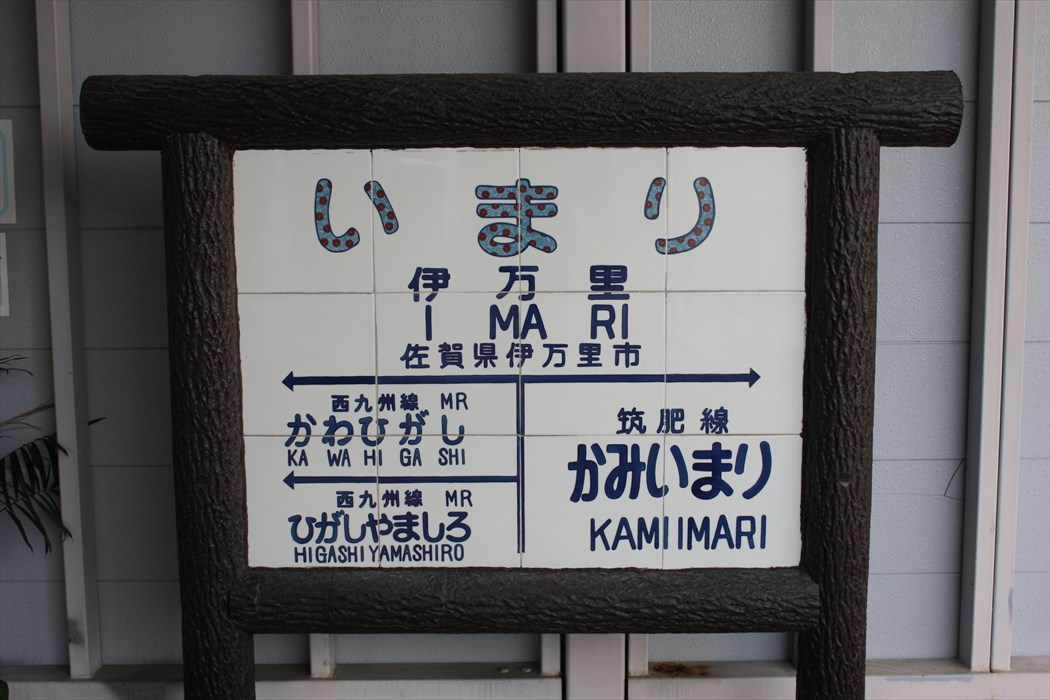 いまり
伊万里
I MA RI
佐賀県伊万里市
西九州線 MR
かわひがし
KA WA HI GA SHI
西九州線 MR
ひがしやましろ
HIGASHIYAMASHIRO
筑肥線
かみいまり
KAMIIMARI